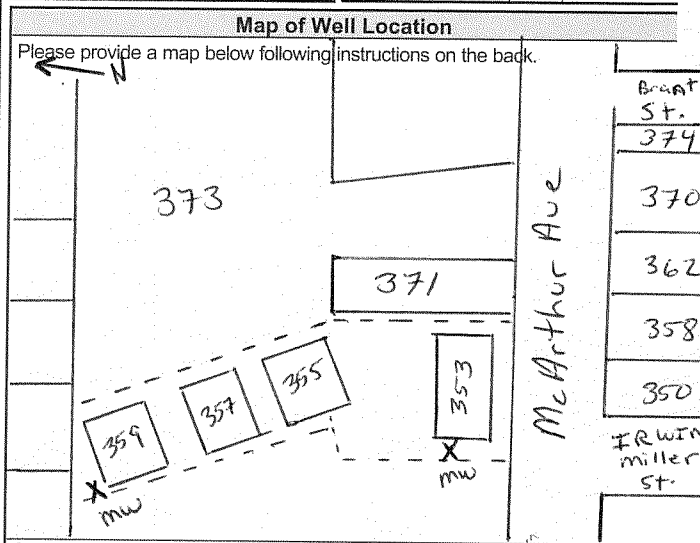 Map of Well Location
Please provide a map below following instructions on the back.
N
Brant
St.
374
373
370
McArthur Ave
371
362
358
353
355
350
357
359
IRWIN
miller
St.
mw
mw